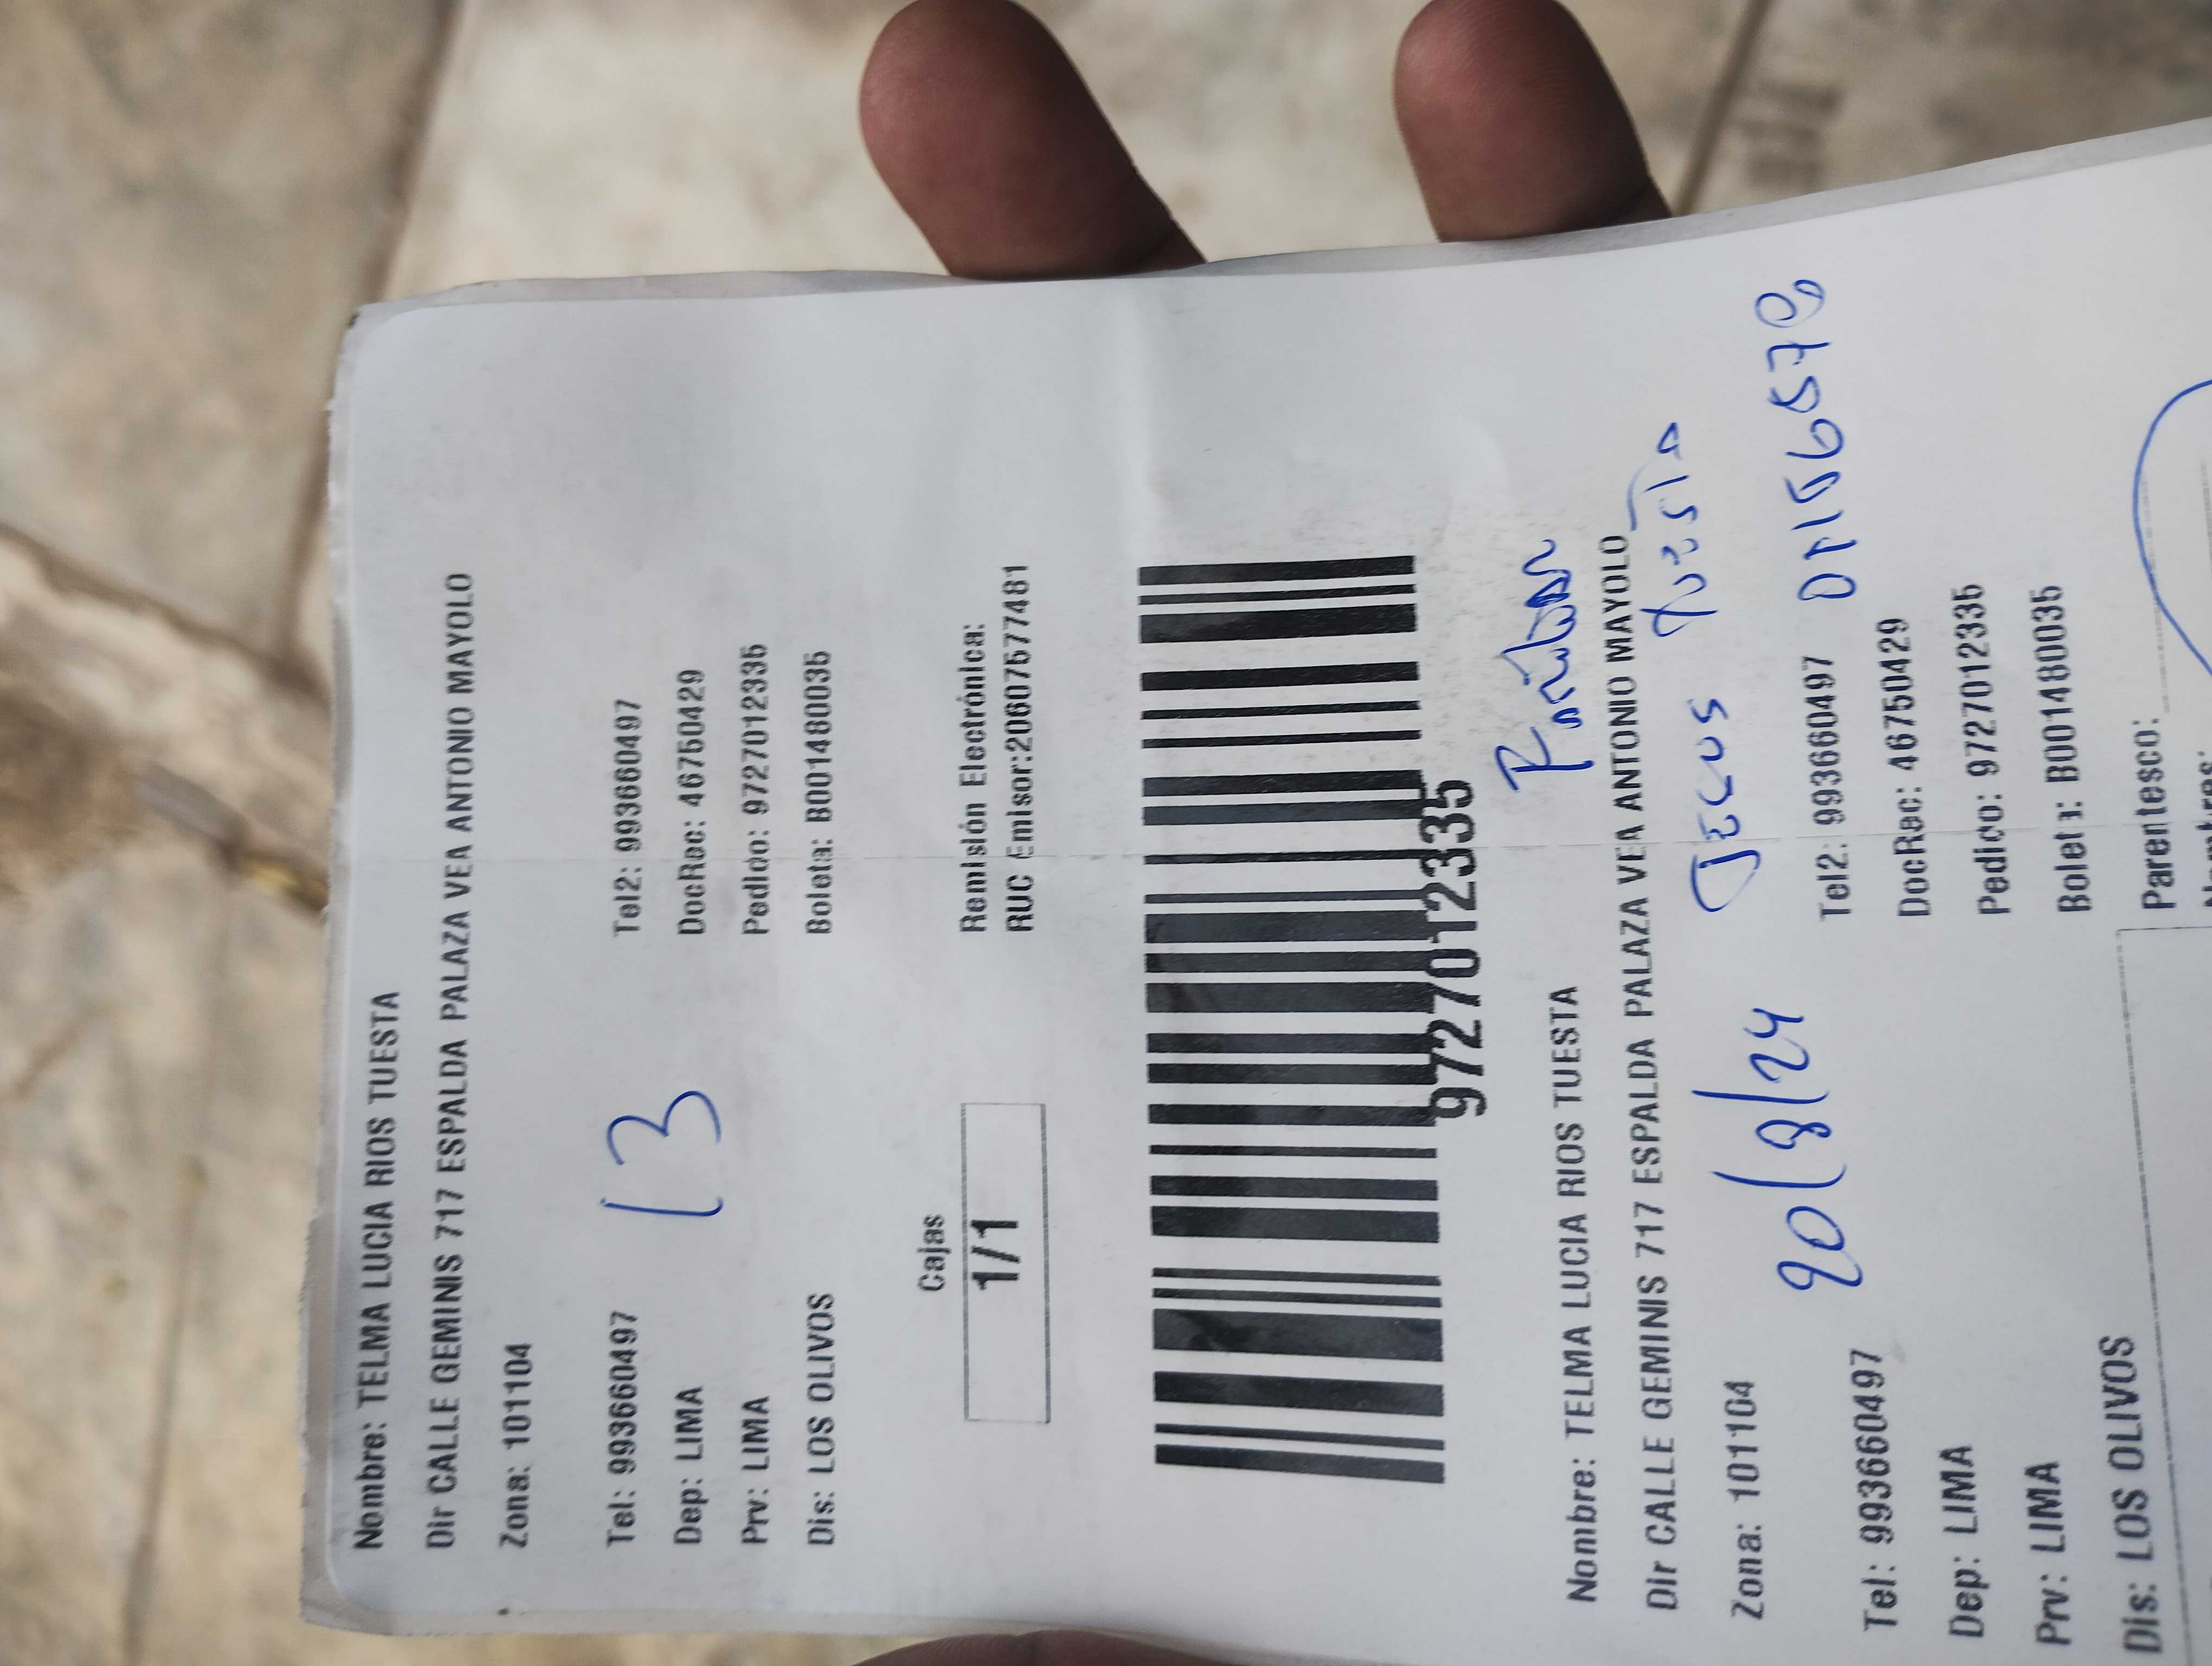 Nombre: TELMA LUCIA RIOS TUESTA
Dir CALLE GEMINIS 717 ESPALDA PALAZA VEA ANTONIO MAYOLO
Zona: 101104
Tel: 993660497 Tel2: 993660497
13
Dep: LIMA DocRec: 46750429
Prv: LIMA Pedido: 9727012335
Dis: LOS OLIVOS Boleta: B001480035
Cajas
1/1
Remisión Electrónica:
RUC Emisor:20607577481
9727012335
Nombre: TELMA LUCIA RIOS TUESTA
Dir CALLE GEMINIS 717 ESPALDA PALAZA VEA ANTONIO MAYOLO
Jesus Tuesta
Zona: 101104
20/8/24
Tel: 993660497 Tel2: 993660497
Dep: LIMA DocRec: 46750429
Prv: LIMA Pedido: 9727012335
Dis: LOS OLIVOS Boleta: B001480035
Parentesco: